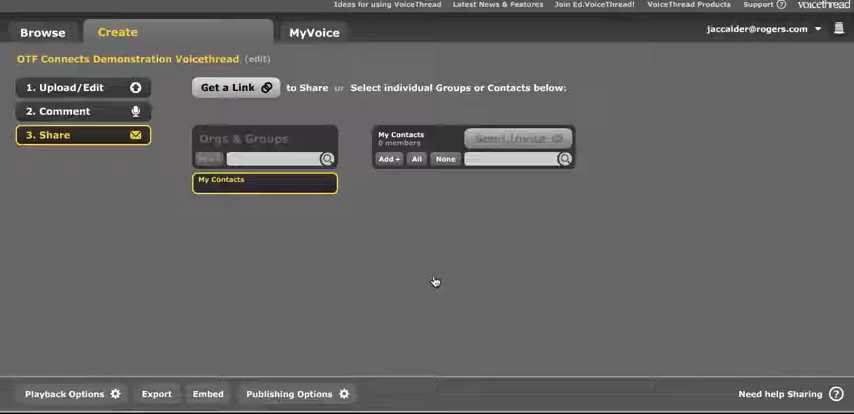 Ideas for using VoiceThread Latest News & Features Join Ed.VoiceThread! VoiceThread Products Support ? voicethread
Browse Create MyVoice jaccalder@rogers.com
OTF Connects Demonstration Voicethread (edit)
1. Upload/Edit
2. Comment
3. Share
Get a Link to Share or Select individual Groups or Contacts below:
Orgs & Groups
My Contacts
My Contacts
0 members
Send Invite
Add + All None
Playback Options Export Embed Publishing Options Need help Sharing ?